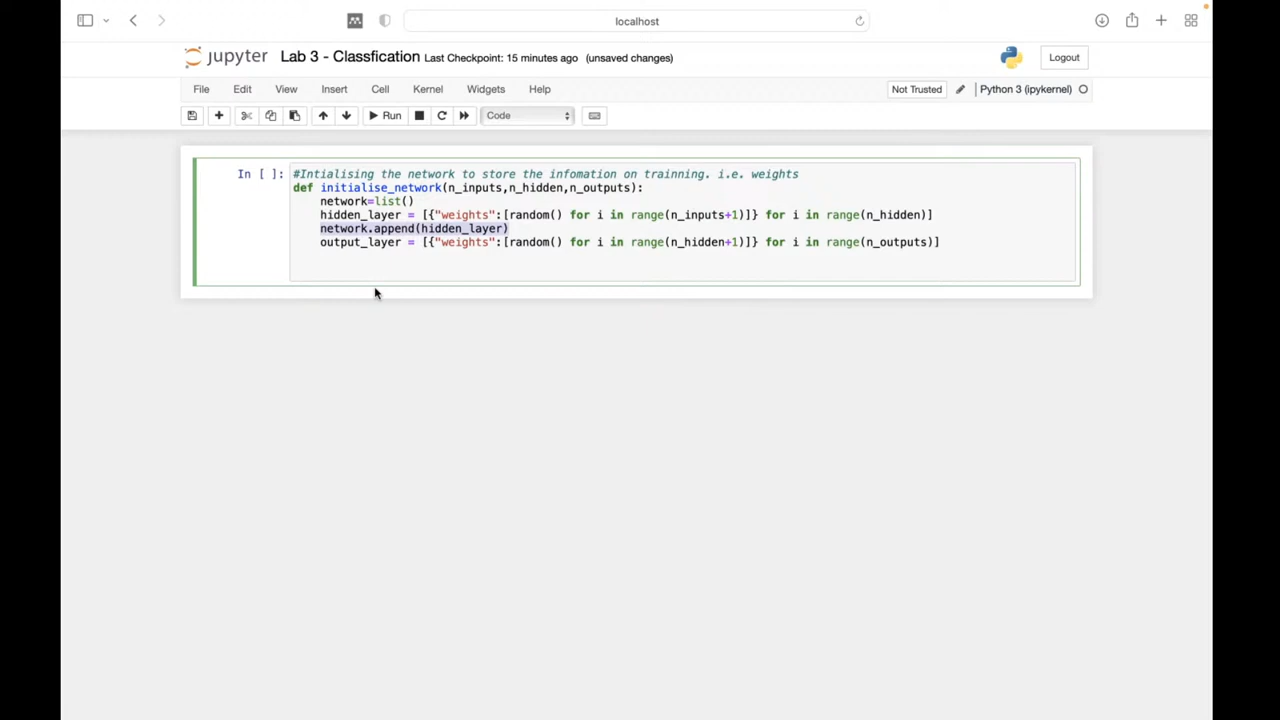 localhost
jupyter Lab 3 - Classfication Last Checkpoint: 15 minutes ago (unsaved changes) Logout
File Edit View Insert Cell Kernel Widgets Help Not Trusted Python 3 (ipykernel)
Run Code
In [ ]: #Intialising the network to store the infomation on trainning. i.e. weights
def initialise_network(n_inputs,n_hidden,n_outputs):
network=list()
hidden_layer = [{"weights":[random() for i in range(n_inputs+1)]} for i in range(n_hidden)]
network.append(hidden_layer)
output_layer = [{"weights":[random() for i in range(n_hidden+1)]} for i in range(n_outputs)]